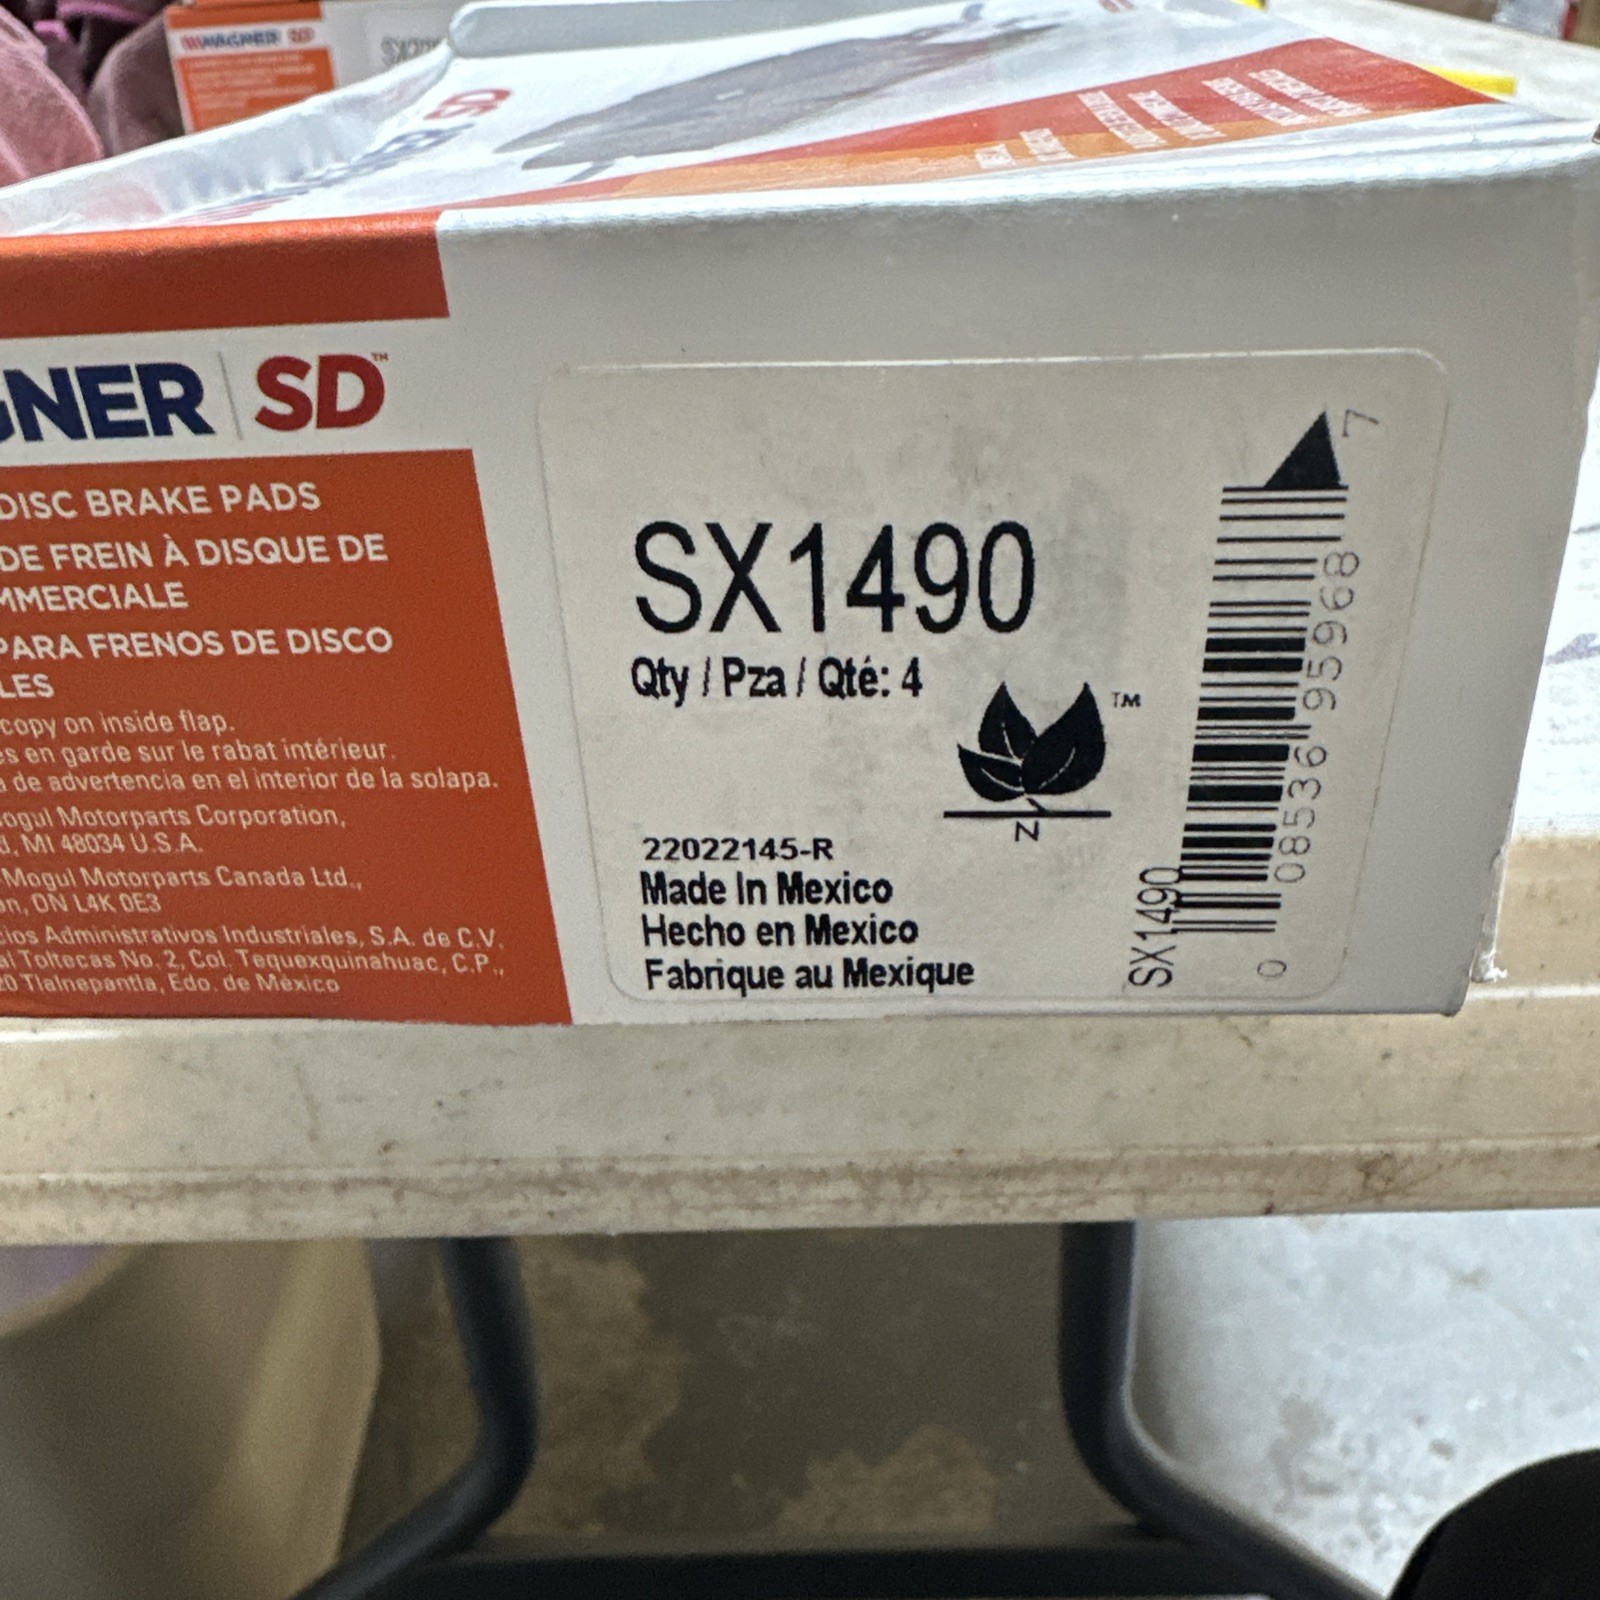 WAGNER SD
GNER SD™
DISC BRAKE PADS
DE FREIN À DISQUE DE
MMERCIALE
PARA FRENOS DE DISCO
LES
copy on inside flap.
es en garde sur le rabat intérieur.
de advertencia en el interior de la solapa.
ogul Motorparts Corporation,
MI 48034 U.S.A.
-Mogul Motorparts Canada Ltd.,
an, ON L4K 0E3
cios Administrativos Industriales, S.A. de C.V.
al Toltecas No. 2, Col. Tequexquinahuac, C.P.,
20 Tlalnepantla, Edo. de México
SX1490
Qty / Pza / Qté: 4
TM
N
22022145-R
Made In Mexico
Hecho en Mexico
Fabrique au Mexique
SX1490
0 08536 95968 7